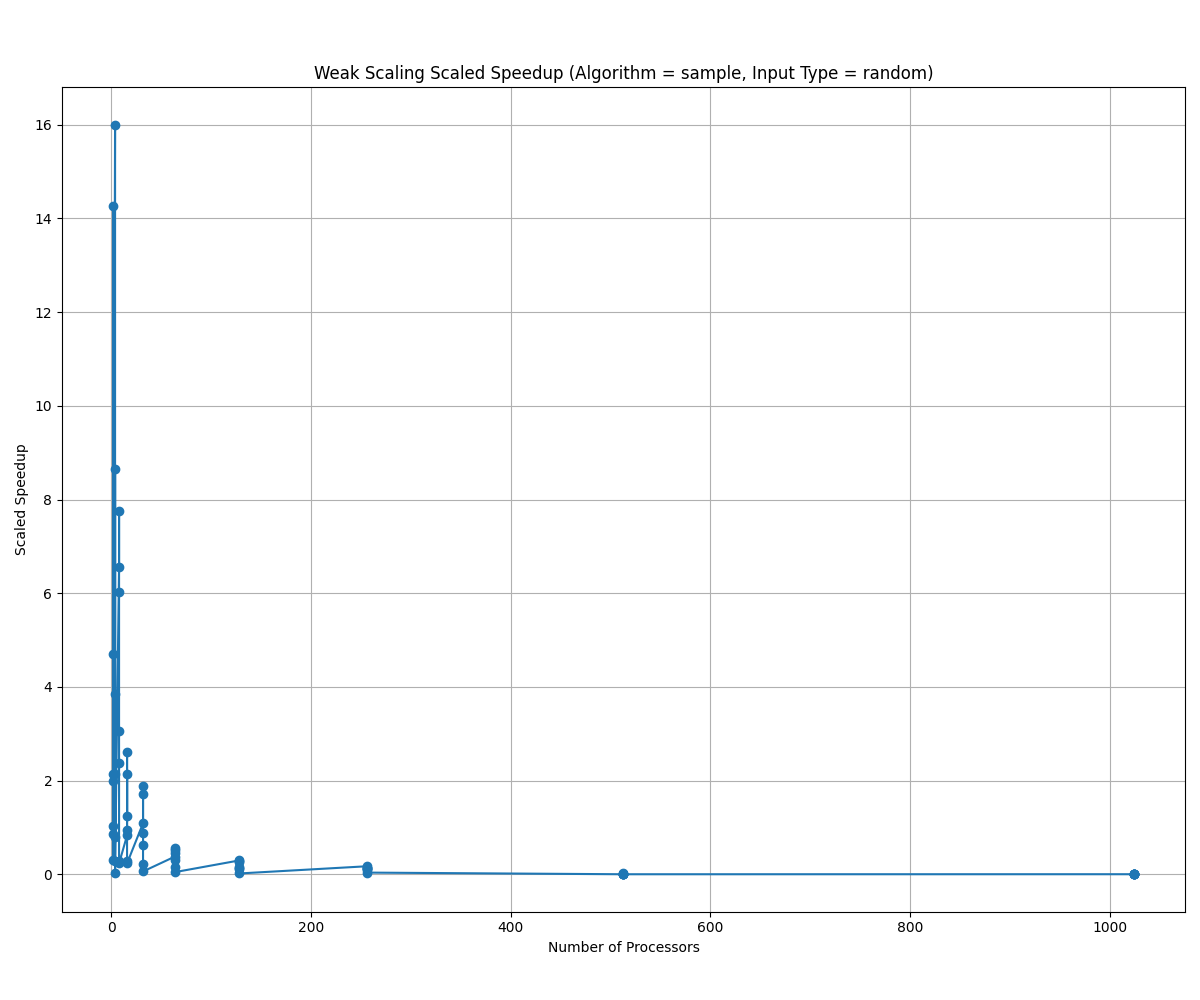 Weak Scaling Scaled Speedup (Algorithm = sample, Input Type = random)
16
14
12
10
8
6
4
2
0
Scaled Speedup
0 200 400 600 800 1000
Number of Processors